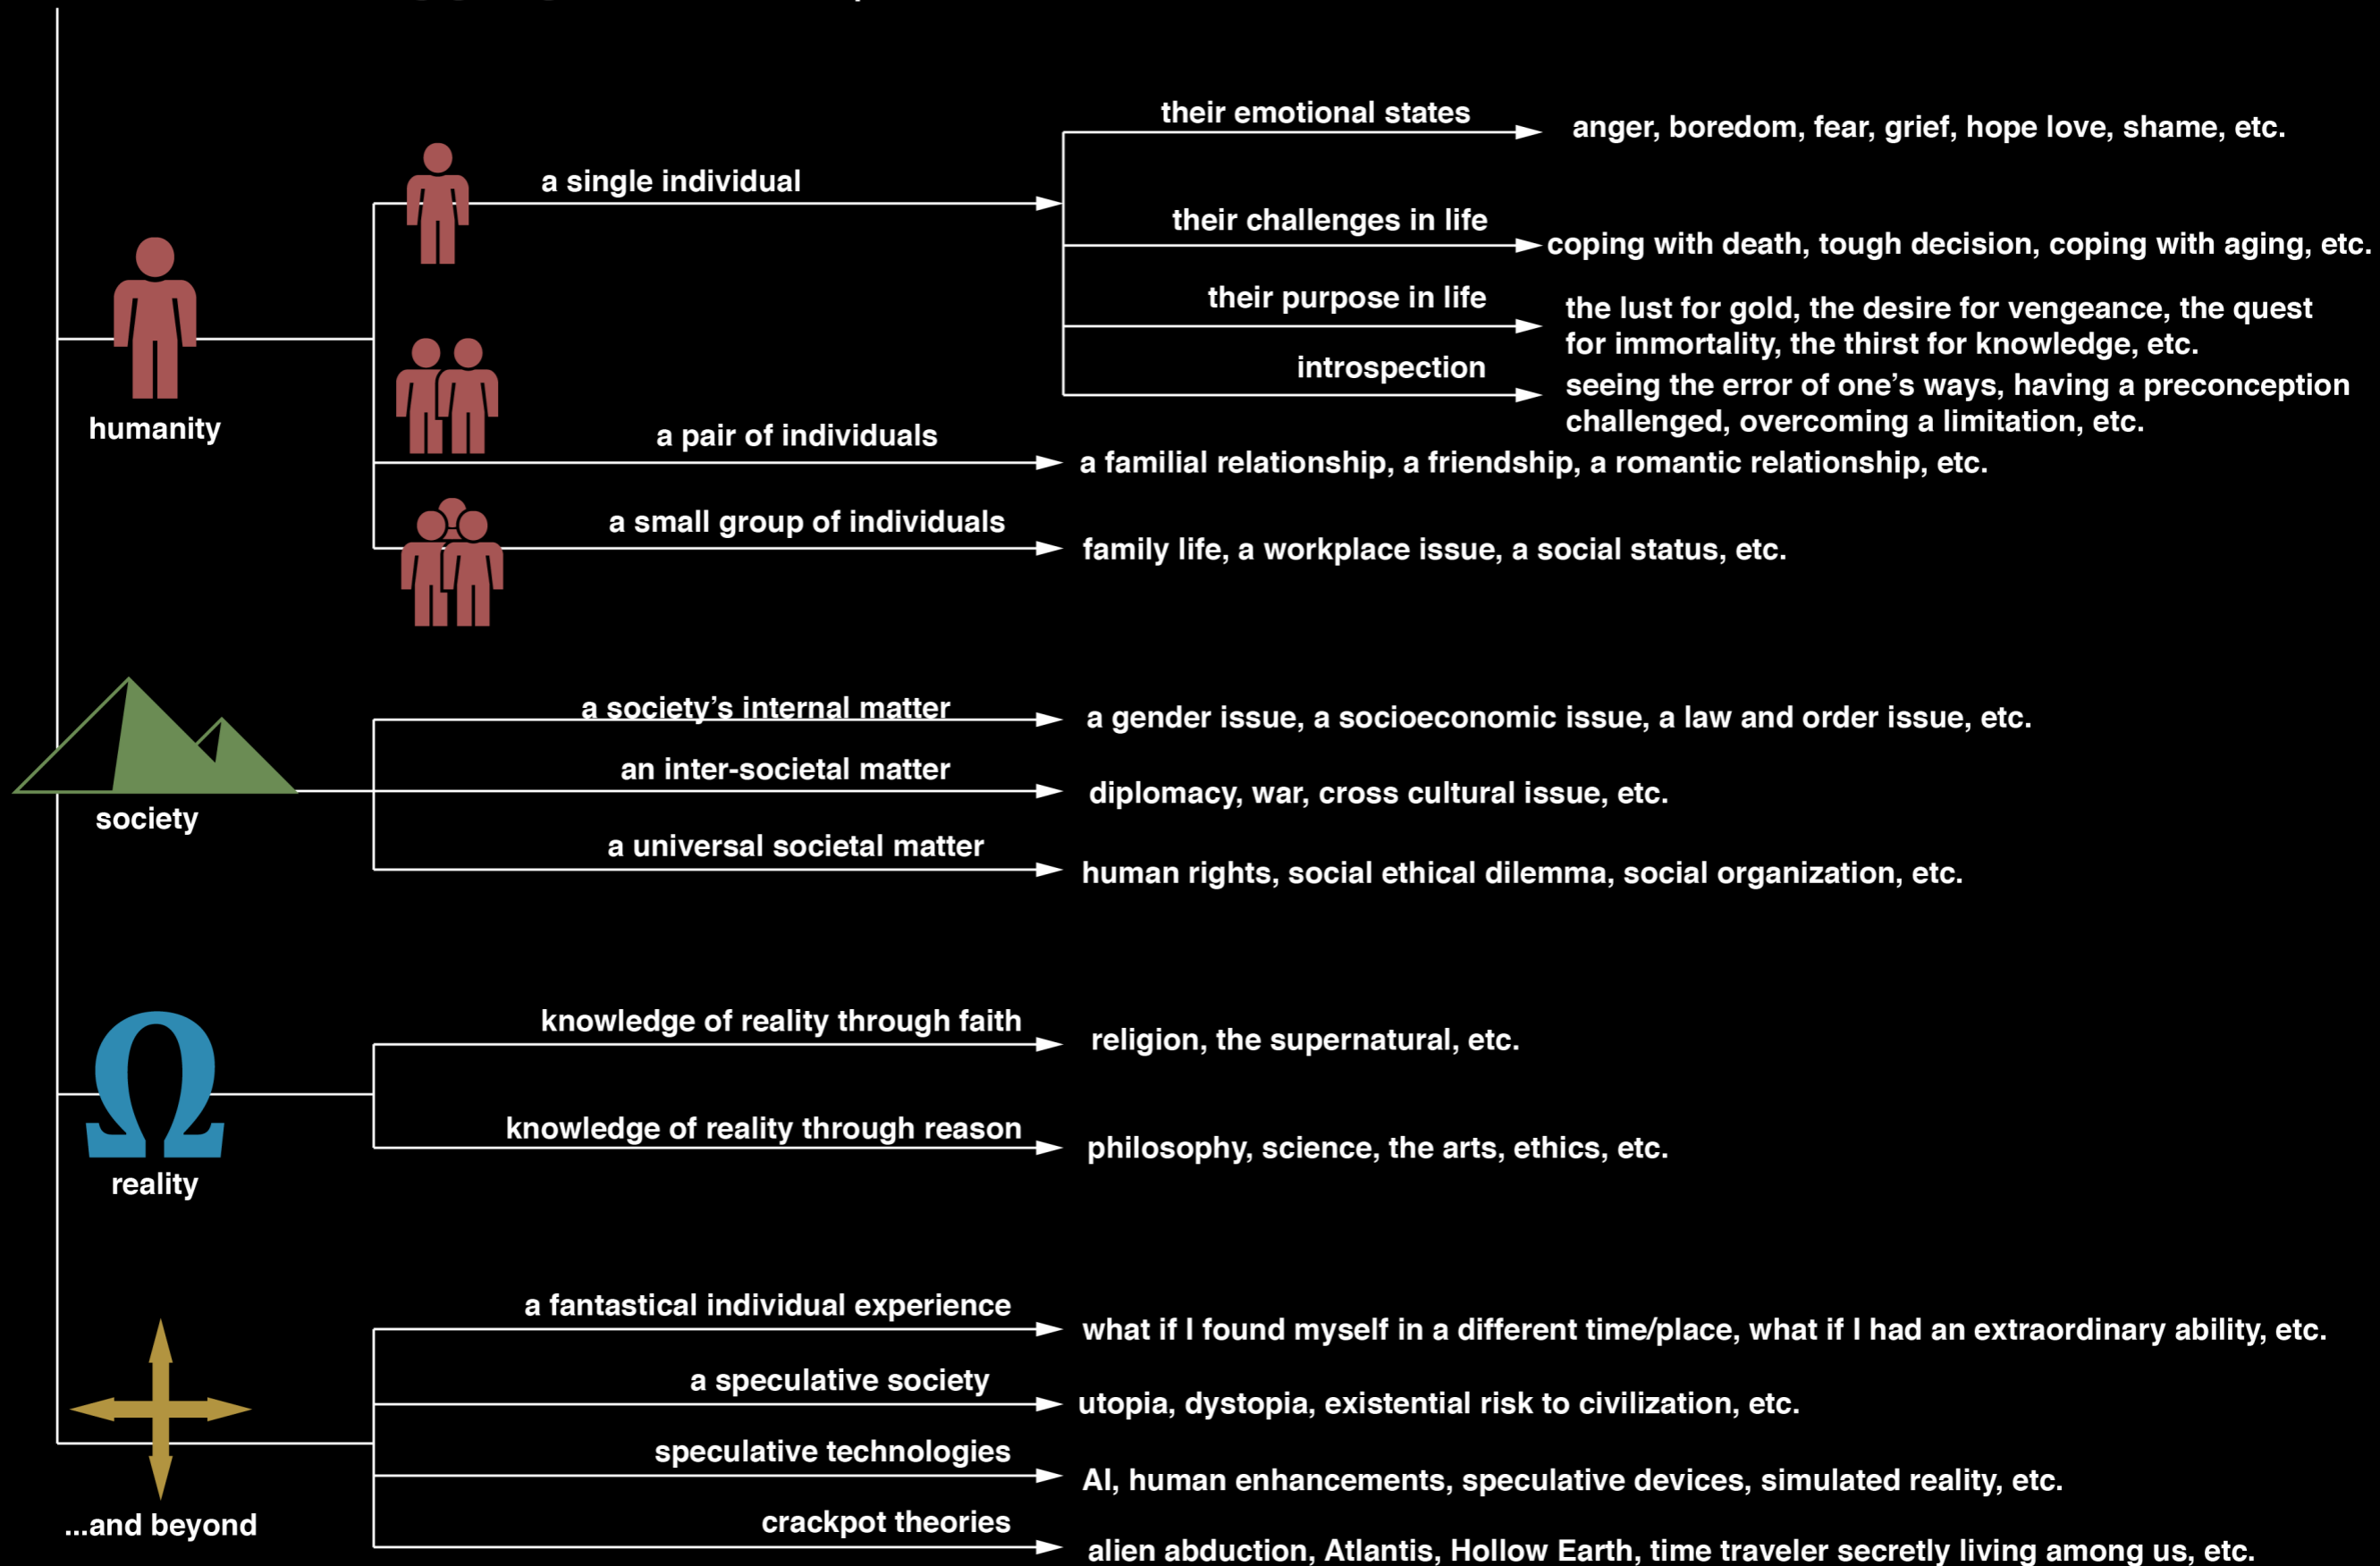 their emotional states
anger, boredom, fear, grief, hope love, shame, etc.
a single individual
their challenges in life
coping with death, tough decision, coping with aging, etc.
their purpose in life
the lust for gold, the desire for vengeance, the quest
for immortality, the thirst for knowledge, etc.
introspection
seeing the error of one's ways, having a preconception
challenged, overcoming a limitation, etc.
humanity
a pair of individuals
a familial relationship, a friendship, a romantic relationship, etc.
a small group of individuals
family life, a workplace issue, a social status, etc.
a society's internal matter
a gender issue, a socioeconomic issue, a law and order issue, etc.
an inter-societal matter
diplomacy, war, cross cultural issue, etc.
society
a universal societal matter
human rights, social ethical dilemma, social organization, etc.
knowledge of reality through faith
religion, the supernatural, etc.
Ω
knowledge of reality through reason
philosophy, science, the arts, ethics, etc.
reality
a fantastical individual experience
what if I found myself in a different time/place, what if I had an extraordinary ability, etc.
a speculative society
utopia, dystopia, existential risk to civilization, etc.
speculative technologies
AI, human enhancements, speculative devices, simulated reality, etc.
...and beyond
crackpot theories
alien abduction, Atlantis, Hollow Earth, time traveler secretly living among us, etc.